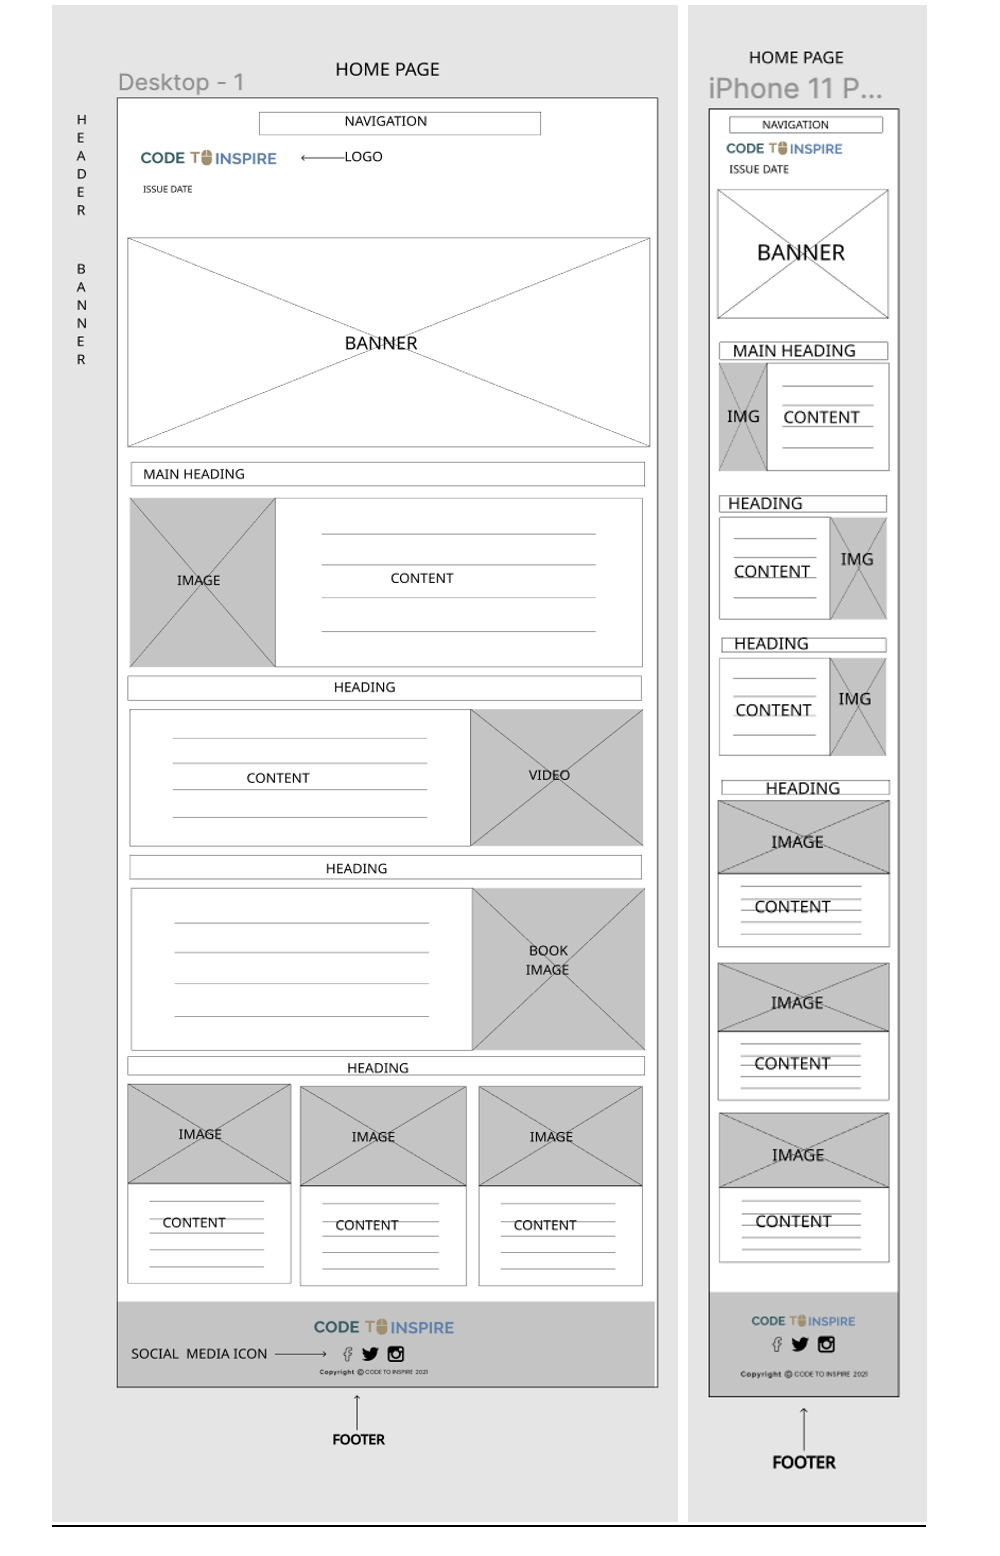 HOME PAGE
Desktop - 1
HEADER
BANNER
NAVIGATION
CODE TO INSPIRE
LOGO
ISSUE DATE
BANNER
MAIN HEADING
IMAGE
CONTENT
HEADING
CONTENT
VIDEO
HEADING
BOOK
IMAGE
HEADING
IMAGE
IMAGE
IMAGE
CONTENT
CONTENT
CONTENT
CODE TO INSPIRE
SOCIAL MEDIA ICON
Copyright © CODE TO INSPIRE 2021
FOOTER
HOME PAGE
iPhone 11 P...
NAVIGATION
CODE TO INSPIRE
ISSUE DATE
BANNER
MAIN HEADING
IMG
CONTENT
HEADING
CONTENT
IMG
HEADING
CONTENT
IMG
HEADING
IMAGE
CONTENT
IMAGE
CONTENT
IMAGE
CONTENT
CODE TO INSPIRE
Copyright © CODE TO INSPIRE 2021
FOOTER